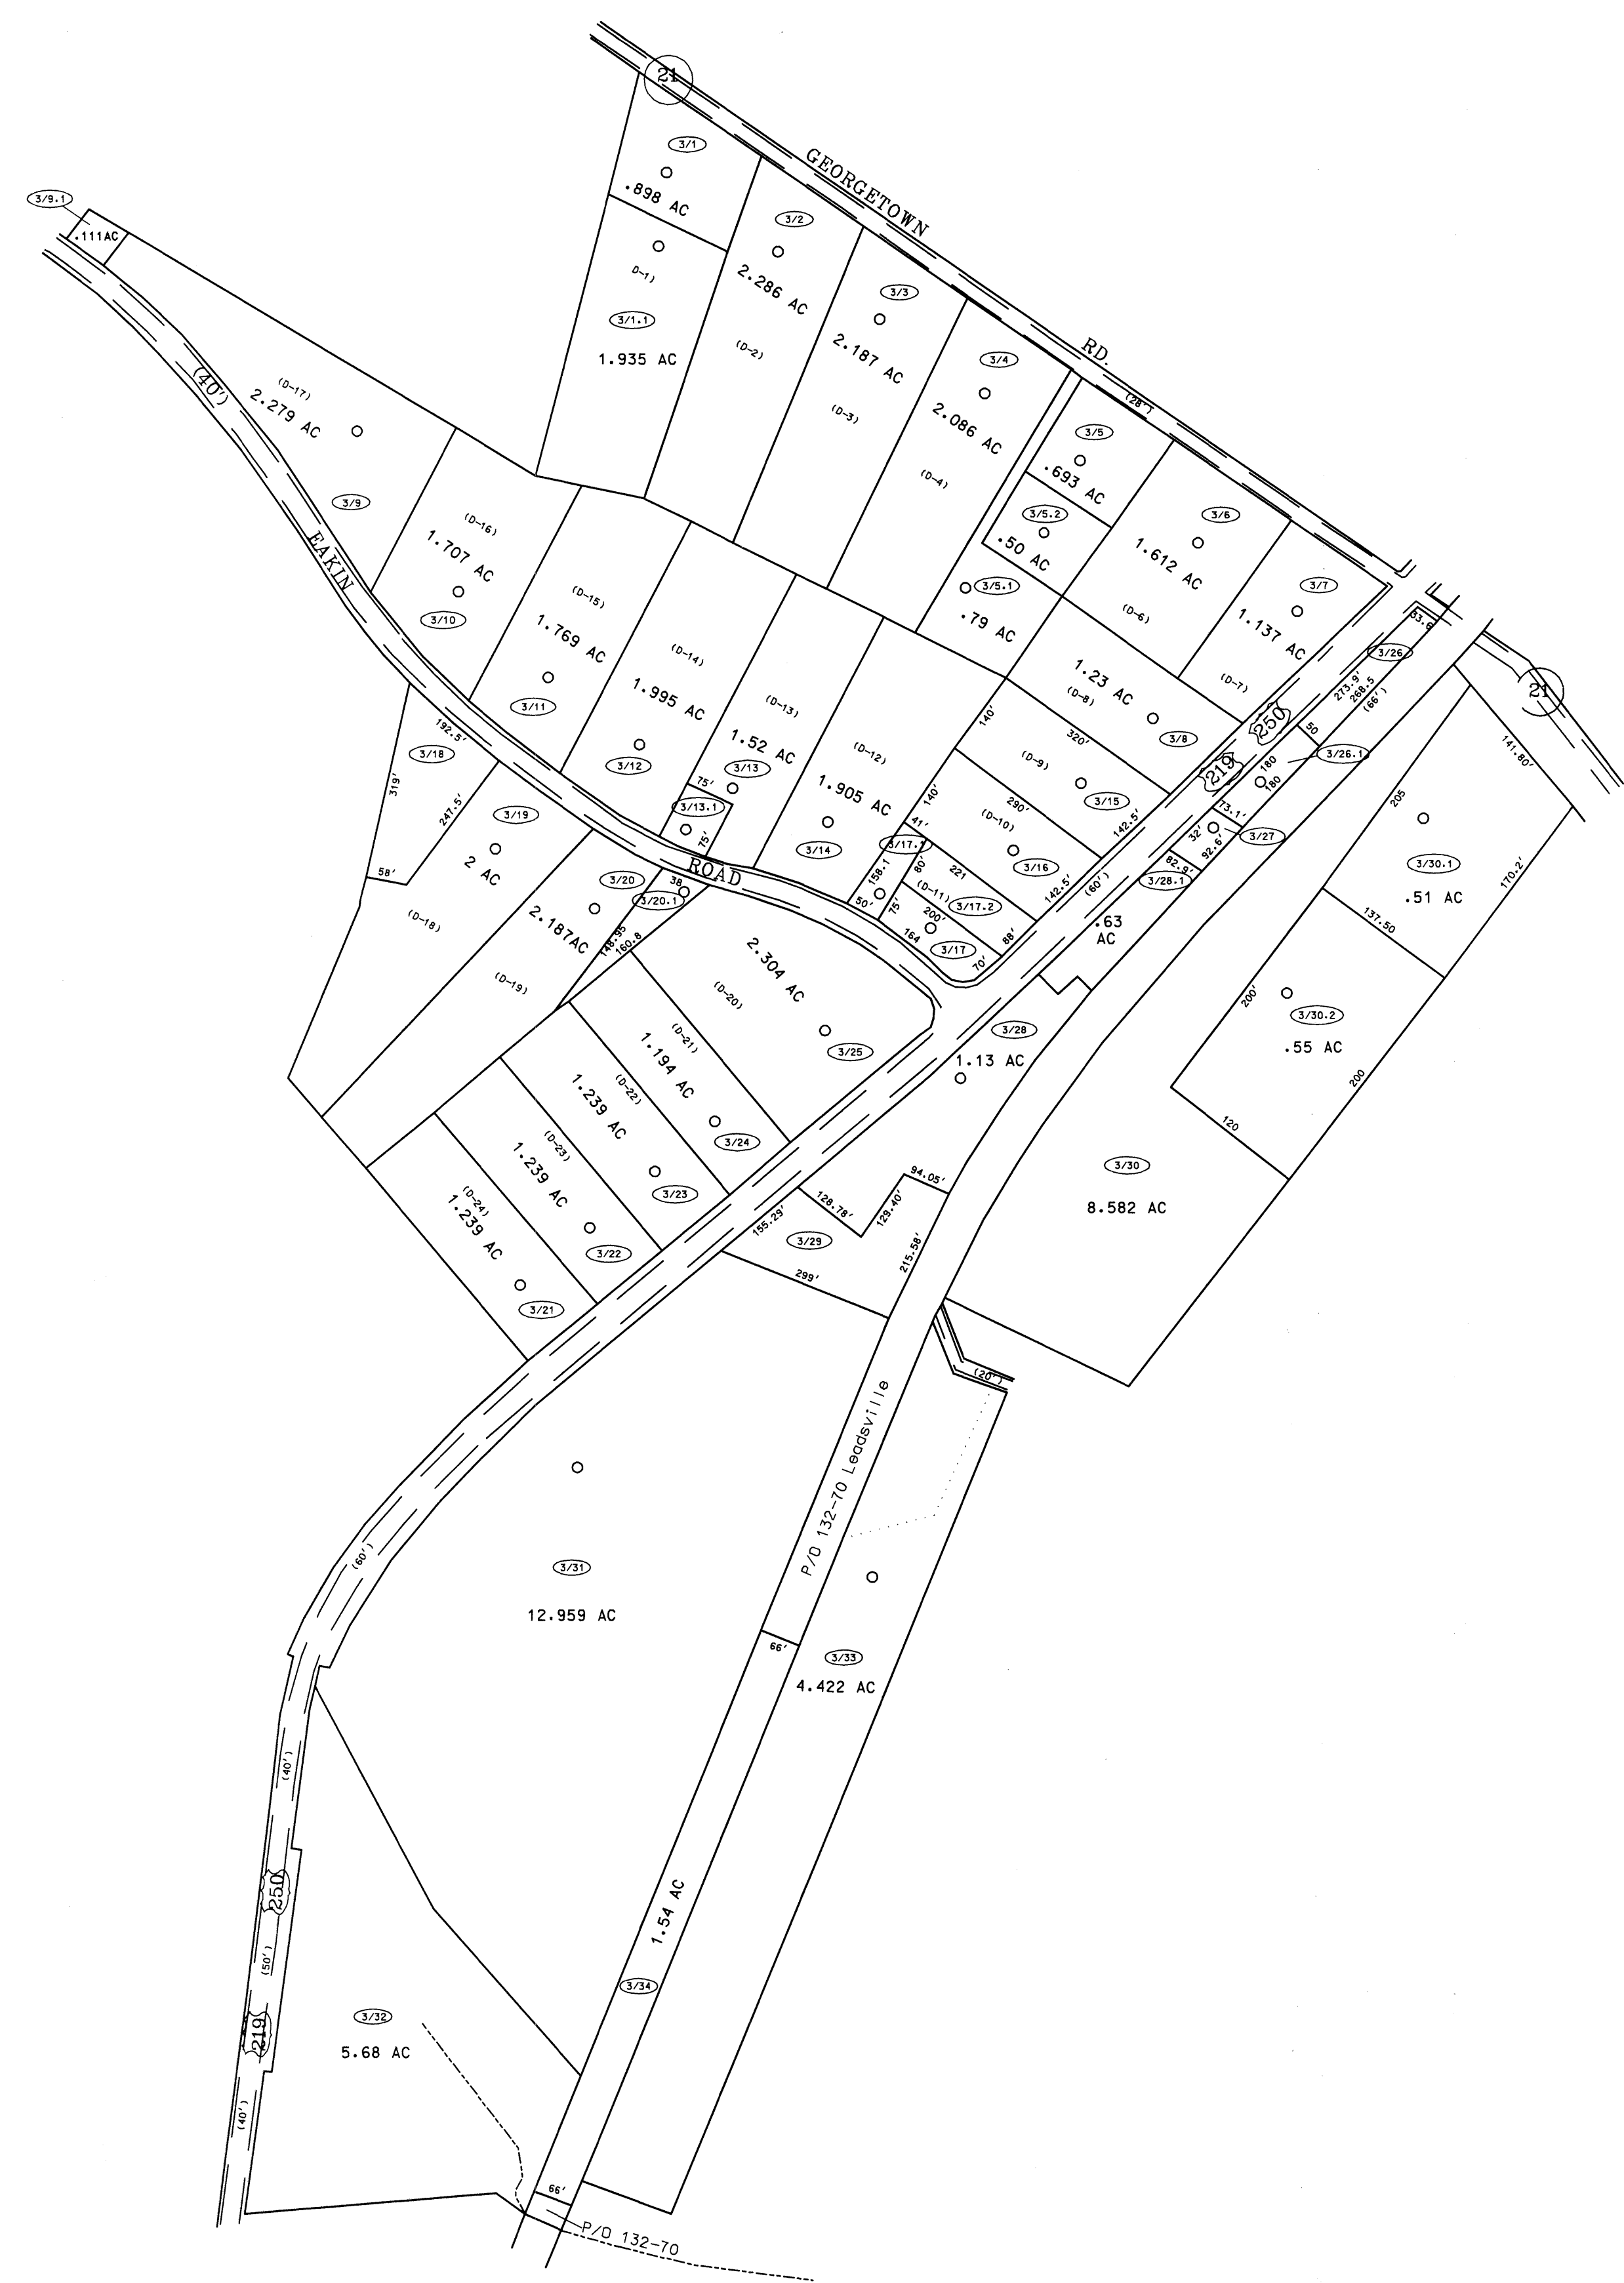 21
GEORGETOWN
RD.
(28')
3/1
.898 AC
D-1)
3/1.1
1.935 AC
3/2
2.286 AC
(D-2)
3/3
2.187 AC
(D-3)
3/4
2.086 AC
(D-4)
3/5
.693 AC
3/5.2
.50 AC
3/5.1
.79 AC
3/6
1.612 AC
(D-6)
3/7
1.137 AC
(D-7)
3/9.1
.111AC
(40')
(D-17)
2.279 AC
3/9
EAKIN
(D-16)
1.707 AC
3/10
(D-15)
1.769 AC
3/11
(D-14)
1.995 AC
3/12
(D-13)
1.52 AC
3/13
75'
3/13.1
75'
(D-12)
1.905 AC
3/14
1.23 AC
(D-8)
3/8
140'
320'
(D-9)
3/15
142.5'
140'
290'
(D-10)
3/16
142.5'
41'
3/17.1
158.1
80'
50'
75'
221
(D-11)
3/17.2
200'
164
3/17
88'
70'
ROAD
192.5'
3/18
319'
247.5'
58'
3/19
2 AC
(D-18)
3/20
2.187AC
(D-19)
38
3/20.1
148.95
160.8
2.304 AC
(D-20)
3/25
(D-21)
1.194 AC
3/24
(D-22)
1.239 AC
3/23
(D-23)
1.239 AC
3/22
(D-24)
1.239 AC
3/21
83.6
3/26
273.9'
268.5
(66')
250
219
50
3/26.1
180
180
73.1'
3/27
32'
92.6'
82.9'
3/28.1
(60')
.63
AC
3/28
1.13 AC
21
141.80'
205
3/30.1
.51 AC
170.2'
137.50
200'
3/30.2
.55 AC
200
120
3/30
8.582 AC
94.05'
128.78'
129.40'
155.29'
3/29
215.58'
299'
(20')
P/O 132-70 Leadsville
(60')
3/31
12.959 AC
66'
3/33
4.422 AC
(40')
250
(50')
219
(40')
1.54 AC
3/34
3/32
5.68 AC
66'
P/O 132-70